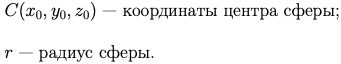 C(x₀, y₀, z₀) — координаты центра сферы;
r — радиус сферы.